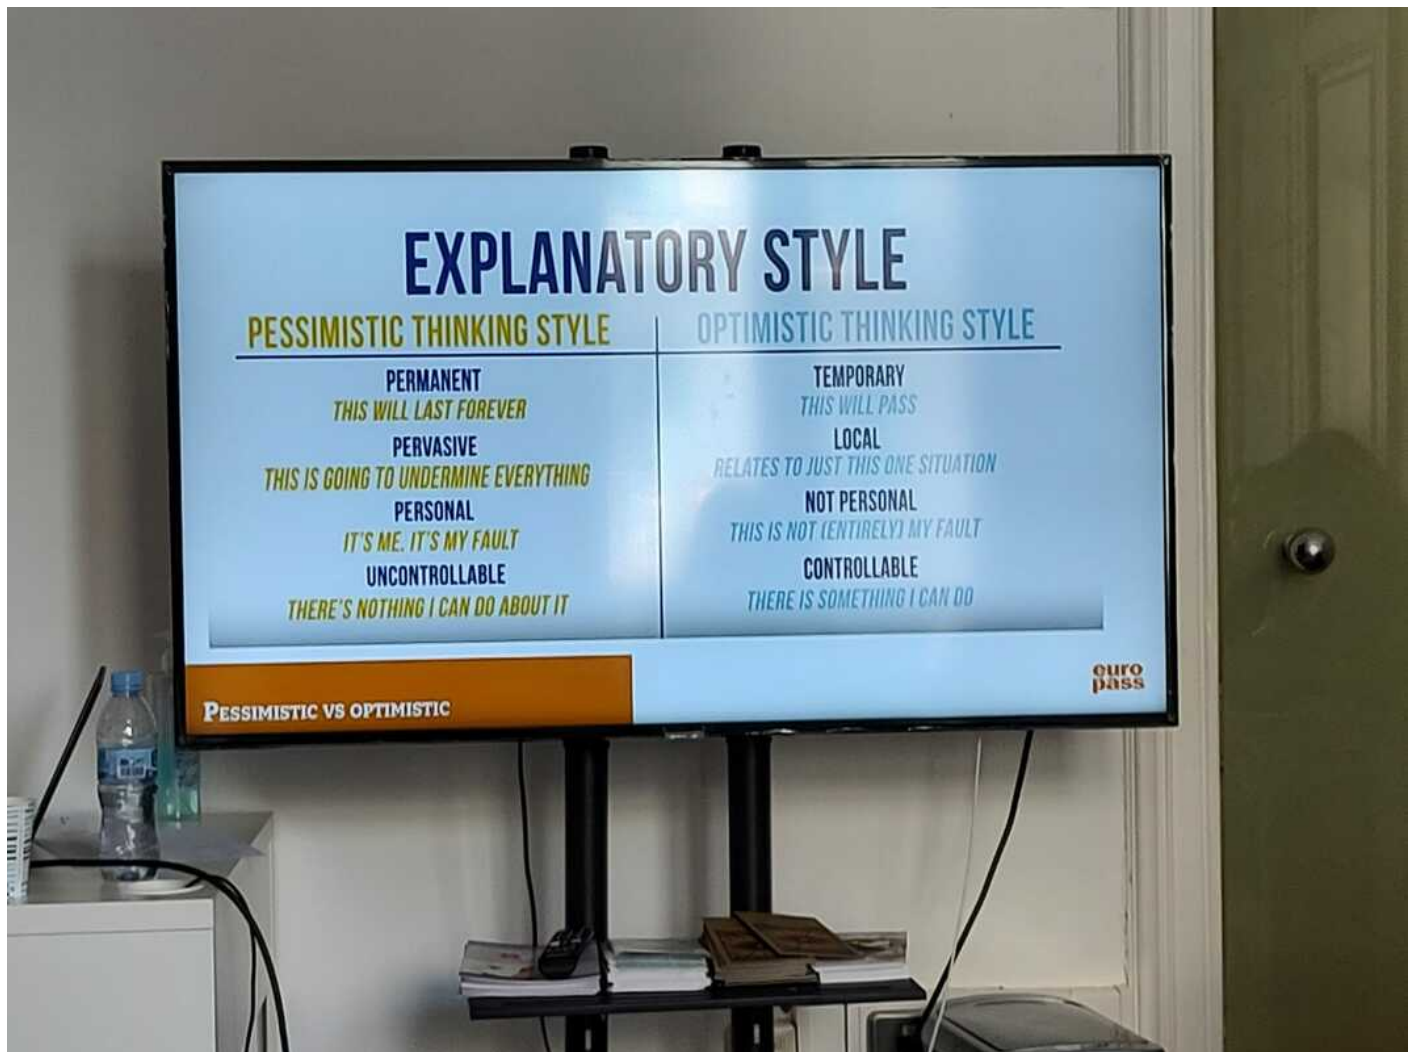 EXPLANATORY STYLE
PESSIMISTIC THINKING STYLE
PERMANENT
THIS WILL LAST FOREVER
PERVASIVE
THIS IS GOING TO UNDERMINE EVERYTHING
PERSONAL
IT'S ME. IT'S MY FAULT
UNCONTROLLABLE
THERE'S NOTHING I CAN DO ABOUT IT
OPTIMISTIC THINKING STYLE
TEMPORARY
THIS WILL PASS
LOCAL
RELATES TO JUST THIS ONE SITUATION
NOT PERSONAL
THIS IS NOT (ENTIRELY) MY FAULT
CONTROLLABLE
THERE IS SOMETHING I CAN DO
PESSIMISTIC VS OPTIMISTIC
euro
pass